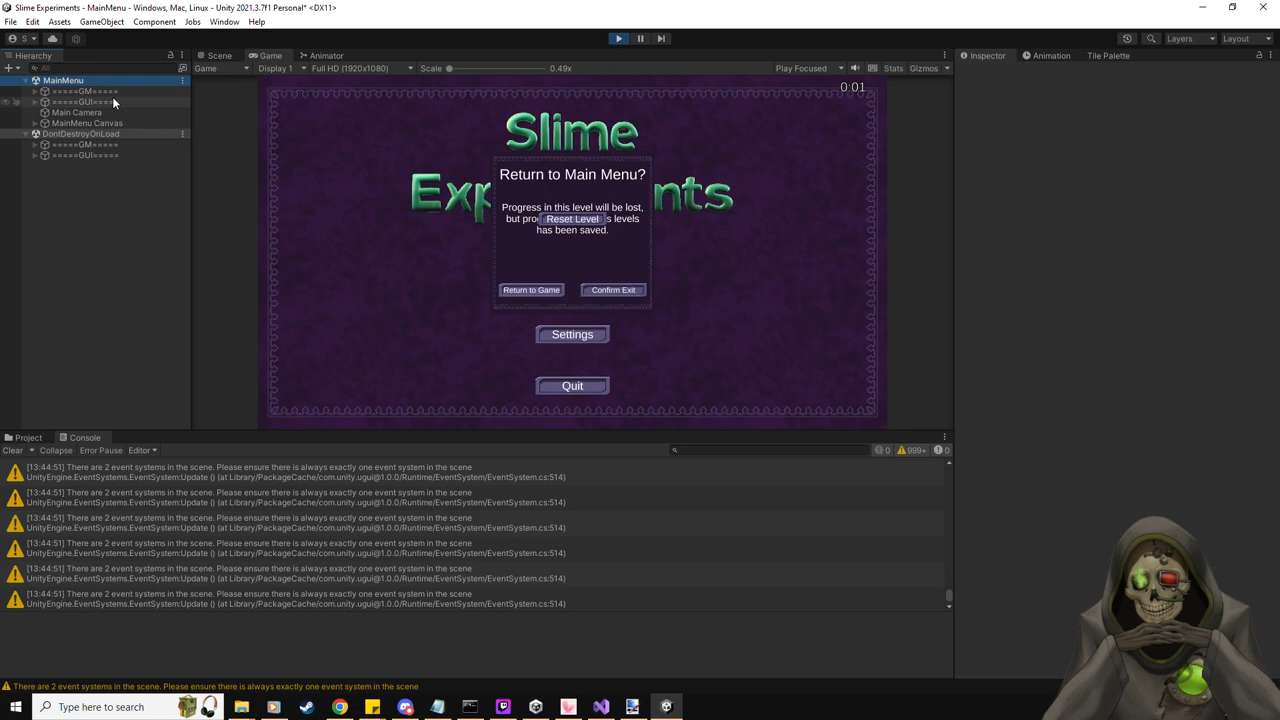 Slime Experiments - MainMenu - Windows, Mac, Linux - Unity 2021.3.7f1 Personal* <DX11>
File Edit Assets GameObject Component Jobs Window Help
S Layers Layout
Hierarchy Scene Game Animator Inspector Animation Tile Palette
All Game Display 1 Full HD (1920x1080) Scale 0.49x Play Focused Stats Gizmos
MainMenu
=====GM=====
=====GUI=====
Main Camera
MainMenu Canvas
DontDestroyOnLoad
=====GM=====
=====GUI=====
0:01
Slime
Exp nts
Return to Main Menu?
Progress in this level will be lost,
but pro Reset Level s levels
has been saved.
Return to Game Confirm Exit
Settings
Quit
Project Console
Clear Collapse Error Pause Editor 0 999+ 0
[13:44:51] There are 2 event systems in the scene. Please ensure there is always exactly one event system in the scene
UnityEngine.EventSystems.EventSystem:Update () (at Library/PackageCache/com.unity.ugui@1.0.0/Runtime/EventSystem/EventSystem.cs:514)
[13:44:51] There are 2 event systems in the scene. Please ensure there is always exactly one event system in the scene
UnityEngine.EventSystems.EventSystem:Update () (at Library/PackageCache/com.unity.ugui@1.0.0/Runtime/EventSystem/EventSystem.cs:514)
[13:44:51] There are 2 event systems in the scene. Please ensure there is always exactly one event system in the scene
UnityEngine.EventSystems.EventSystem:Update () (at Library/PackageCache/com.unity.ugui@1.0.0/Runtime/EventSystem/EventSystem.cs:514)
[13:44:51] There are 2 event systems in the scene. Please ensure there is always exactly one event system in the scene
UnityEngine.EventSystems.EventSystem:Update () (at Library/PackageCache/com.unity.ugui@1.0.0/Runtime/EventSystem/EventSystem.cs:514)
[13:44:51] There are 2 event systems in the scene. Please ensure there is always exactly one event system in the scene
UnityEngine.EventSystems.EventSystem:Update () (at Library/PackageCache/com.unity.ugui@1.0.0/Runtime/EventSystem/EventSystem.cs:514)
[13:44:51] There are 2 event systems in the scene. Please ensure there is always exactly one event system in the scene
UnityEngine.EventSystems.EventSystem:Update () (at Library/PackageCache/com.unity.ugui@1.0.0/Runtime/EventSystem/EventSystem.cs:514)
There are 2 event systems in the scene. Please ensure there is always exactly one event system in the scene
Type here to search